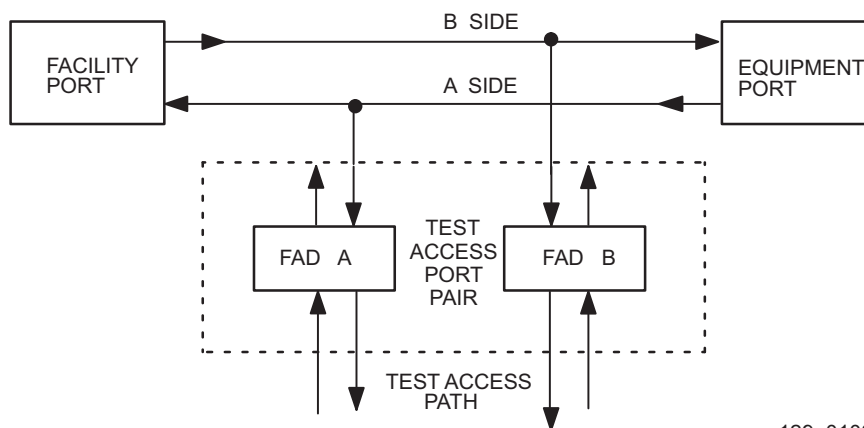 B SIDE
FACILITY
PORT
EQUIPMENT
PORT
A SIDE
TEST
ACCESS
PORT
PAIR
FAD A
FAD B
TEST ACCESS
PATH